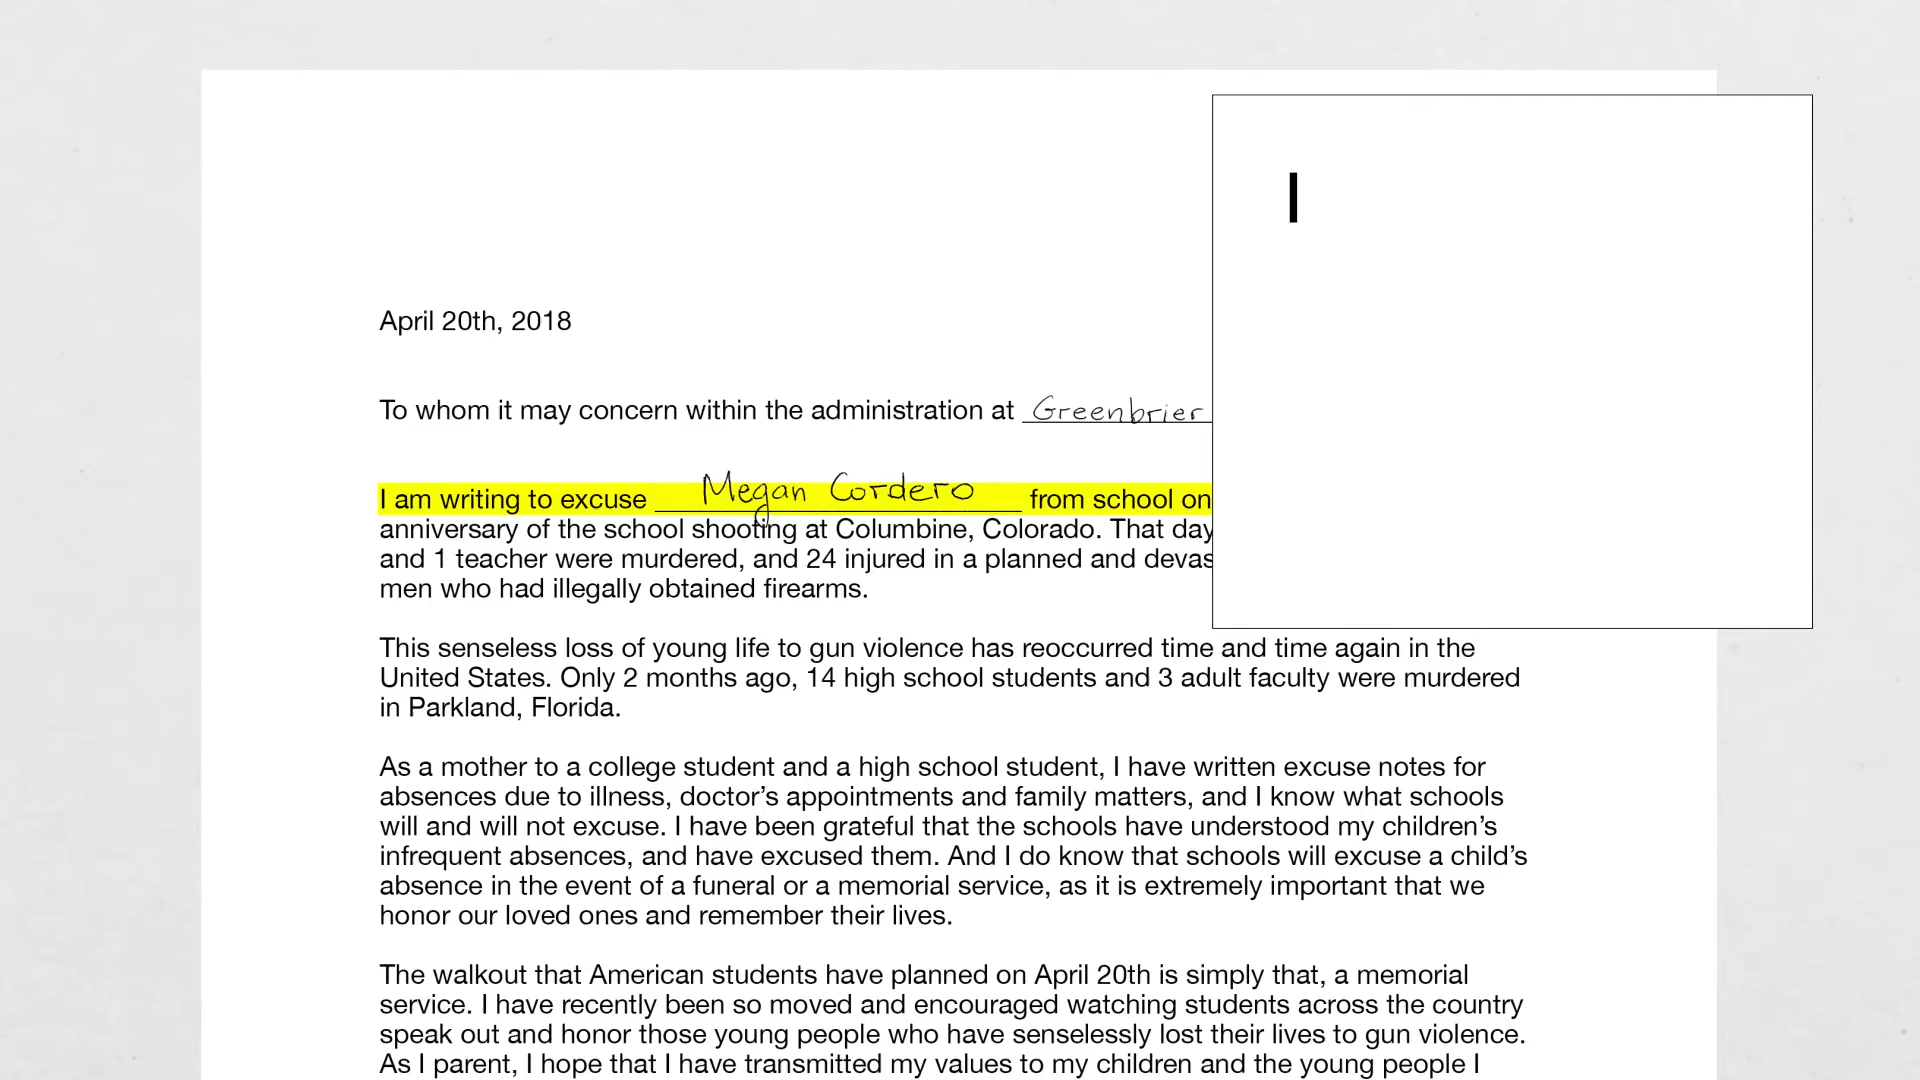 April 20th, 2018
To whom it may concern within the administration at Greenbrier
I am writing to excuse Megan Cordero from school on
anniversary of the school shooting at Columbine, Colorado. That day
and 1 teacher were murdered, and 24 injured in a planned and devas
men who had illegally obtained firearms.
This senseless loss of young life to gun violence has reoccurred time and time again in the
United States. Only 2 months ago, 14 high school students and 3 adult faculty were murdered
in Parkland, Florida.
As a mother to a college student and a high school student, I have written excuse notes for
absences due to illness, doctor’s appointments and family matters, and I know what schools
will and will not excuse. I have been grateful that the schools have understood my children’s
infrequent absences, and have excused them. And I do know that schools will excuse a child’s
absence in the event of a funeral or a memorial service, as it is extremely important that we
honor our loved ones and remember their lives.
The walkout that American students have planned on April 20th is simply that, a memorial
service. I have recently been so moved and encouraged watching students across the country
speak out and honor those young people who have senselessly lost their lives to gun violence.
As I parent, I hope that I have transmitted my values to my children and the young people I